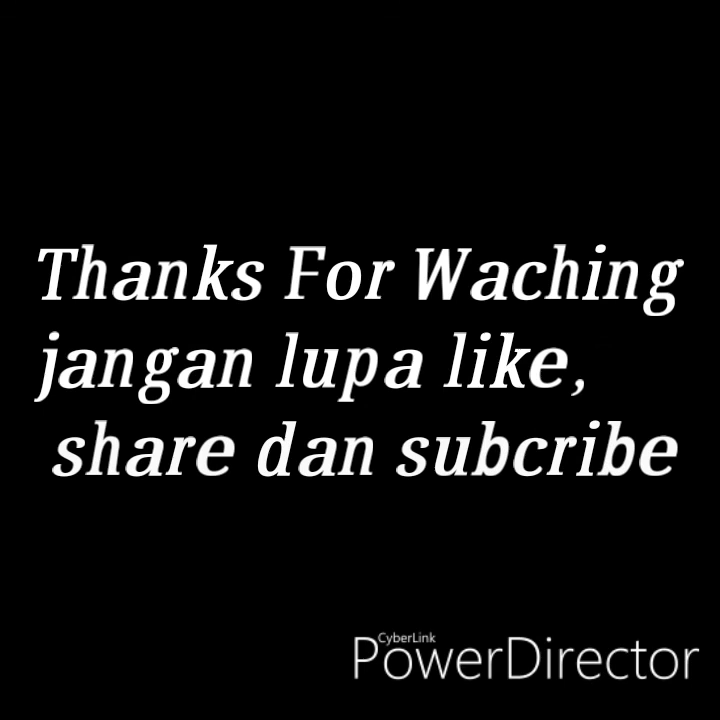 Thanks For Waching
jangan lupa like,
share dan subcribe
CyberLink
PowerDirector